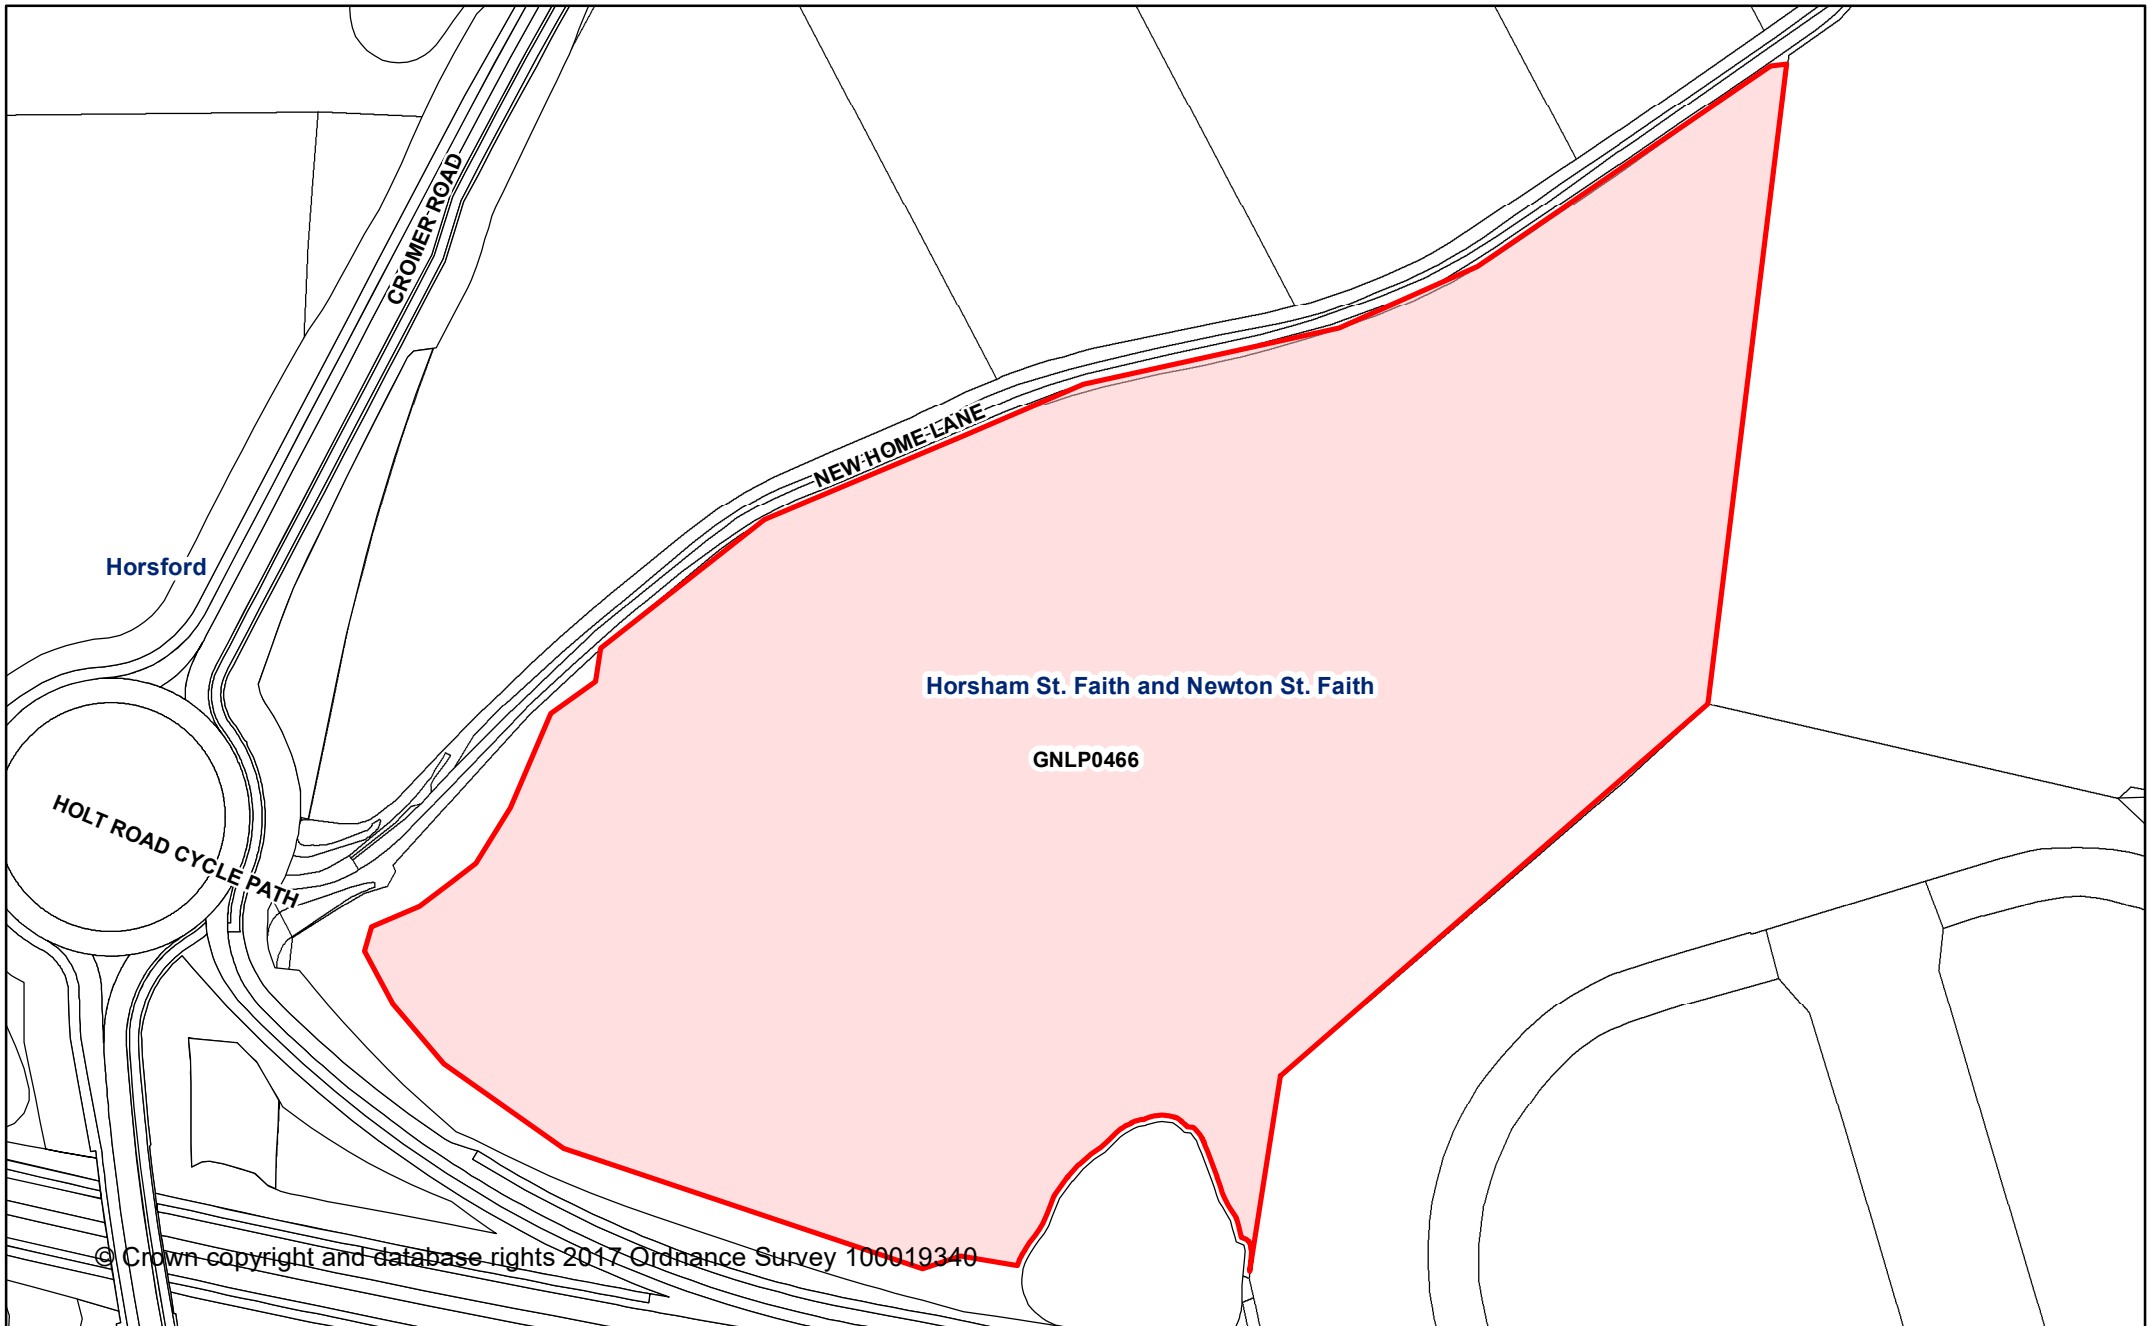 CROMER ROAD
NEW HOME LANE
Horsford
Horsham St. Faith and Newton St. Faith
GNLP0466
HOLT ROAD CYCLE PATH
© Crown copyright and database rights 2017 Ordnance Survey 100019340